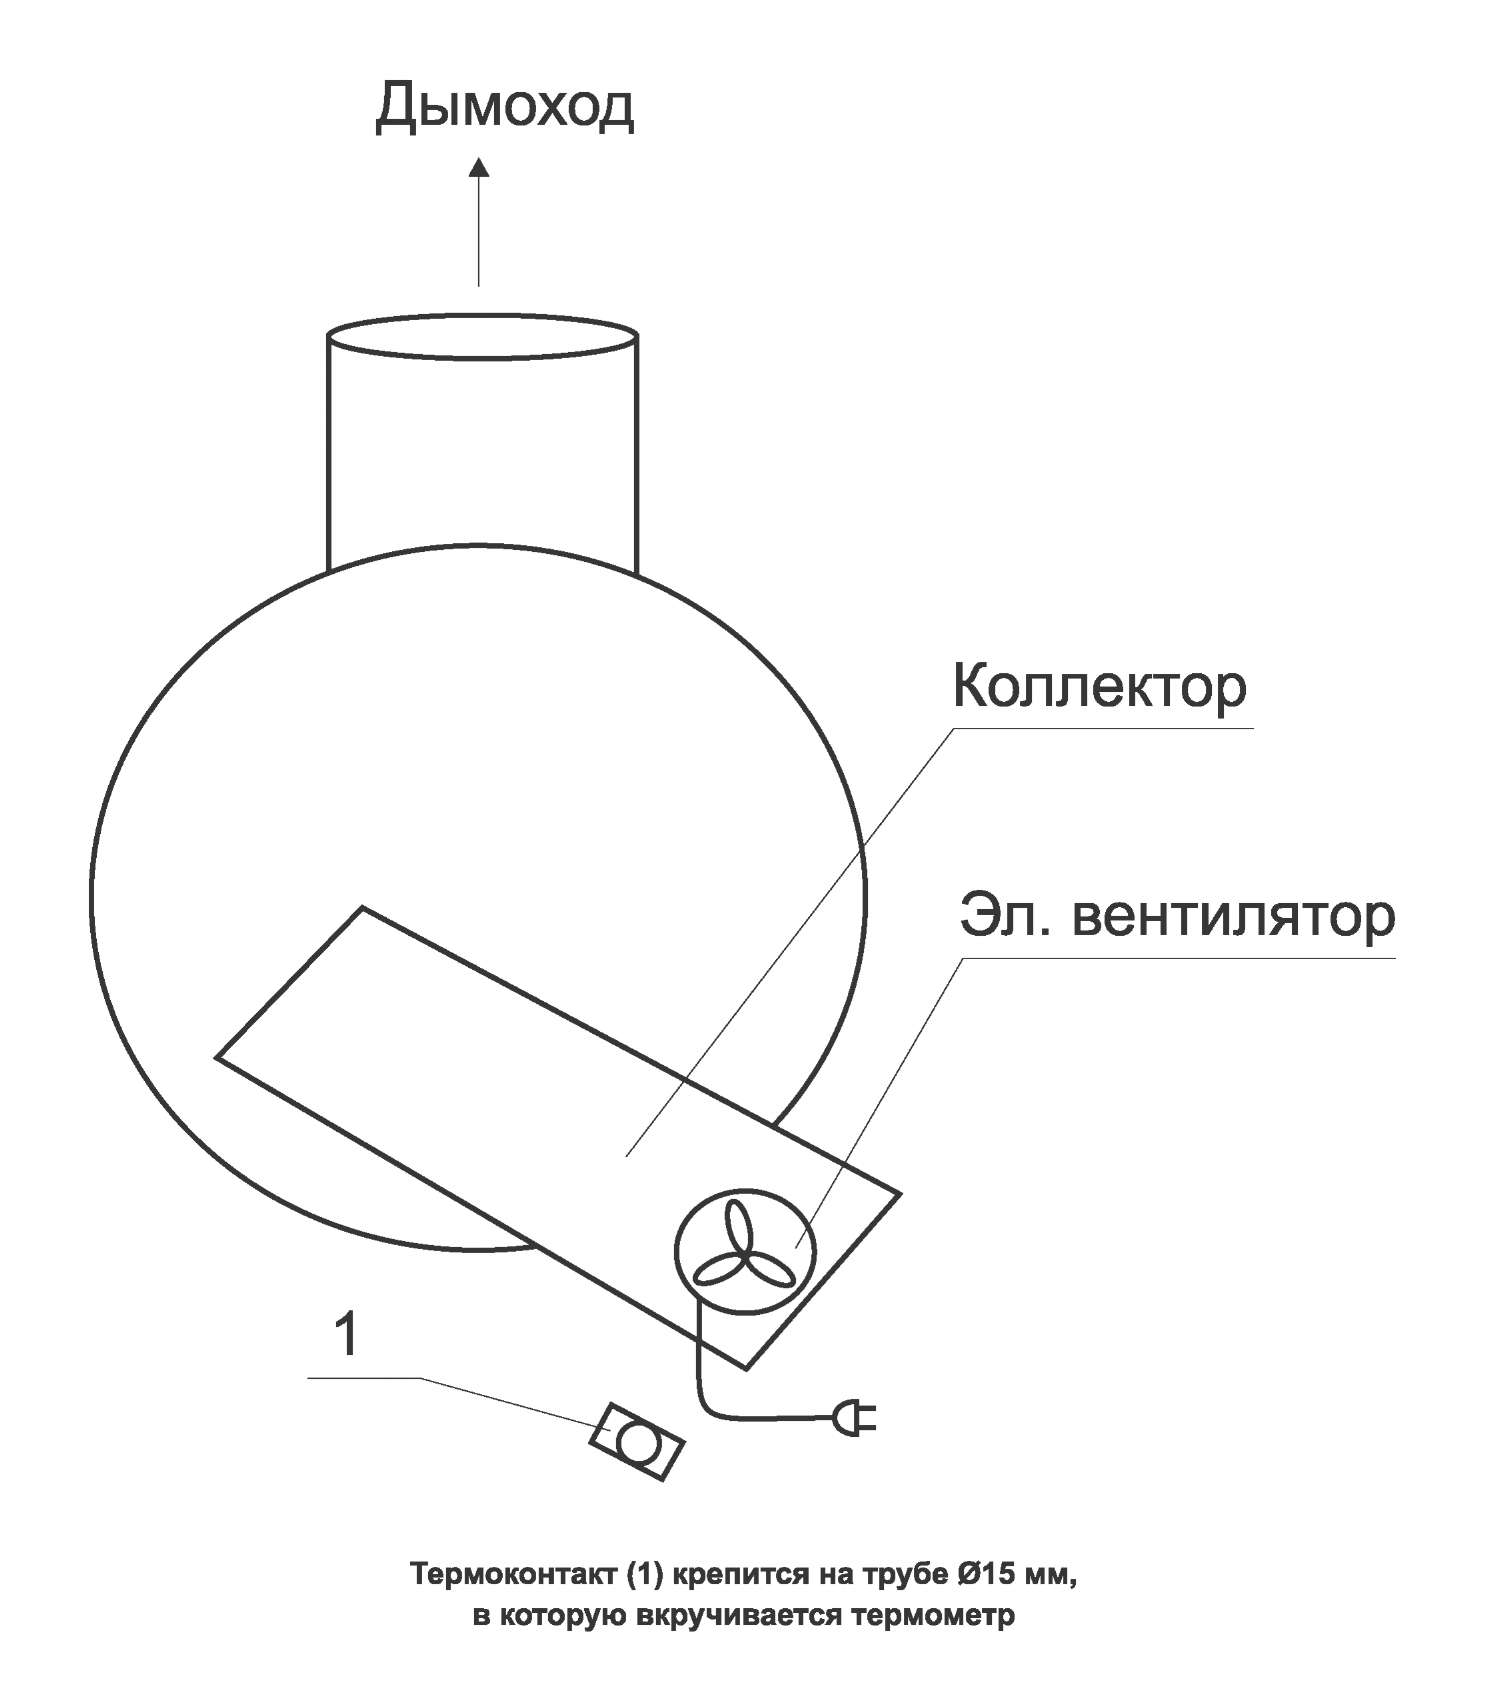 Дымоход
Коллектор
Эл. вентилятор
1
Термоконтакт (1) крепится на трубе Ø15 мм,
в которую вкручивается термометр